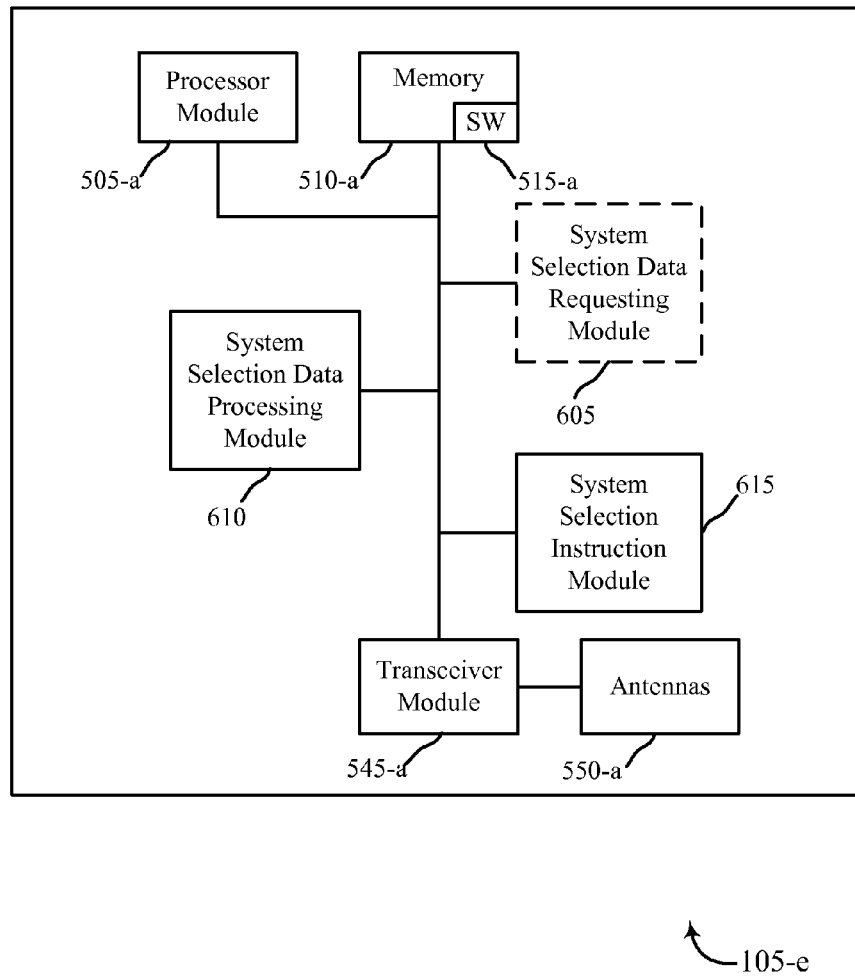 Processor
Module
505-a
Memory
SW
510-a
515-a
System
Selection Data
Requesting
Module
605
System
Selection Data
Processing
Module
610
System
Selection
Instruction
Module
615
Transceiver
Module
545-a
Antennas
550-a
105-e